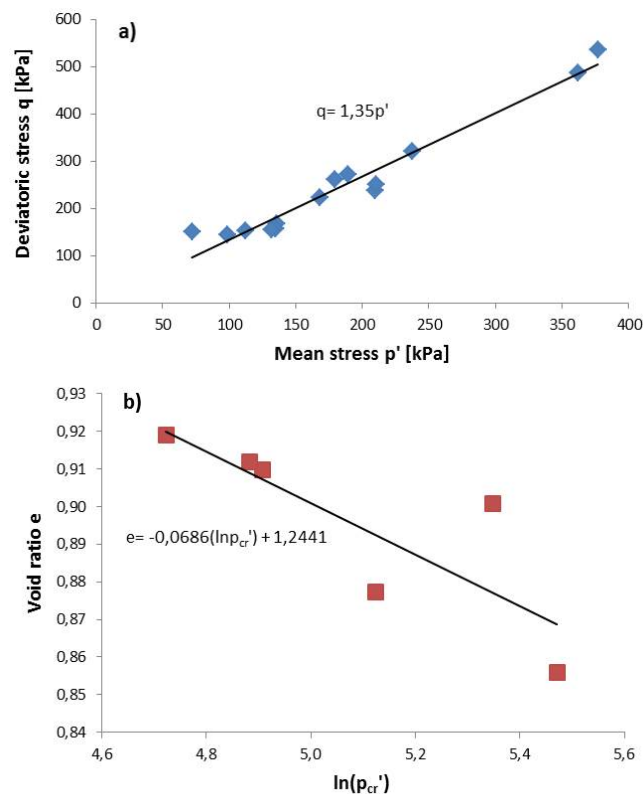 a)
Deviatoric stress q [kPa]
600
500
400
300
200
100
0
q= 1,35p'
0 50 100 150 200 250 300 350 400
Mean stress p' [kPa]
b)
Void ratio e
0,93
0,92
0,91
0,90
0,89
0,88
0,87
0,86
0,85
0,84
e= -0,0686(lnpcr') + 1,2441
4,6 4,8 5,0 5,2 5,4 5,6
ln(pcr')